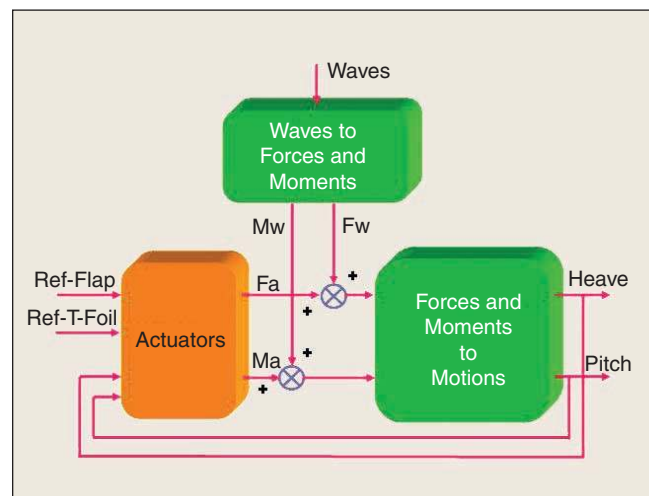 Waves
Waves to
Forces and
Moments
Mw
Fw
Ref-Flap
Fa
+
+
Heave
Ref-T-Foil
Actuators
Forces and
Moments
to
Motions
Ma
+
+
Pitch